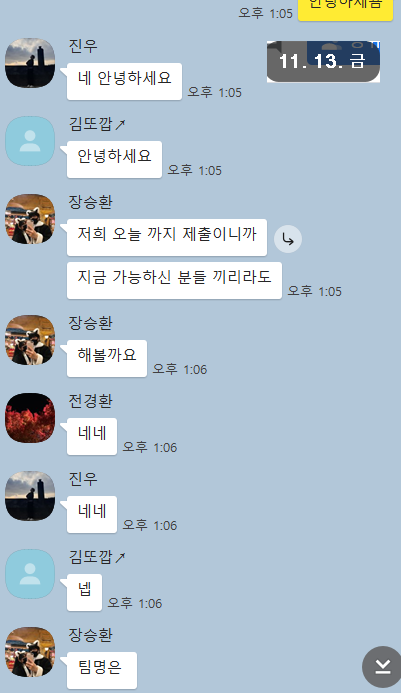 안녕하세욤
오후 1:05
진우
11. 13. 금
네 안녕하세요
오후 1:05
김또깝↗
안녕하세요
오후 1:05
장승환
저희 오늘 까지 제출이니까
지금 가능하신 분들 끼리라도
오후 1:05
장승환
해볼까요
오후 1:06
전경환
네네
오후 1:06
진우
네네
오후 1:06
김또깝↗
넵
오후 1:06
장승환
팀명은